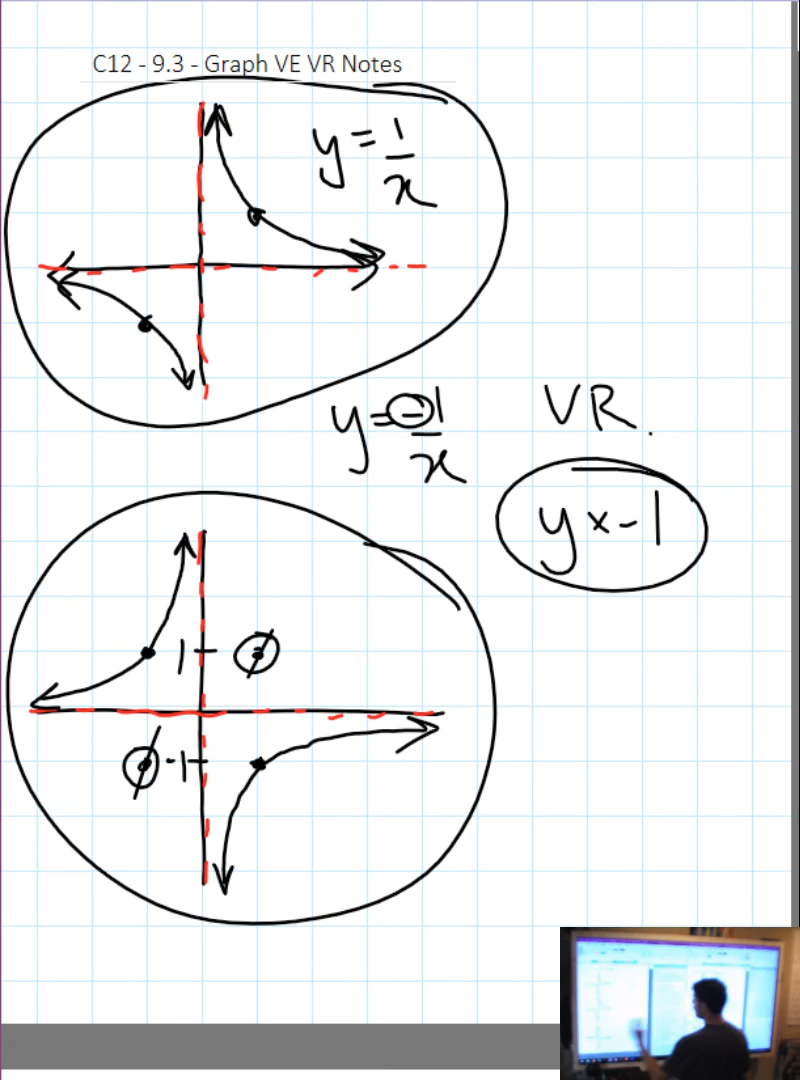 C12 - 9.3 - Graph VE VR Notes
y = 1/x
y = -1/x
VR.
y x - 1
1
-1